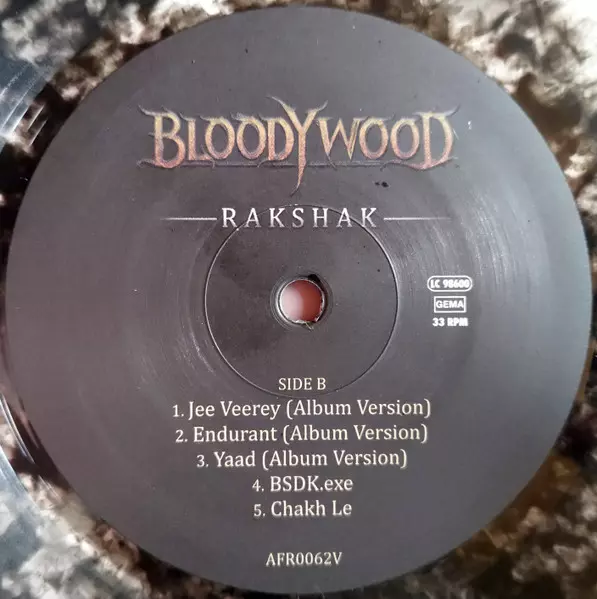 BLOODYWOOD
RAKSHAK
LC 98600
GEMA
33 RPM
SIDE B
1. Jee Veerey (Album Version)
2. Endurant (Album Version)
3. Yaad (Album Version)
4. BSDK.exe
5. Chakh Le
AFR0062V